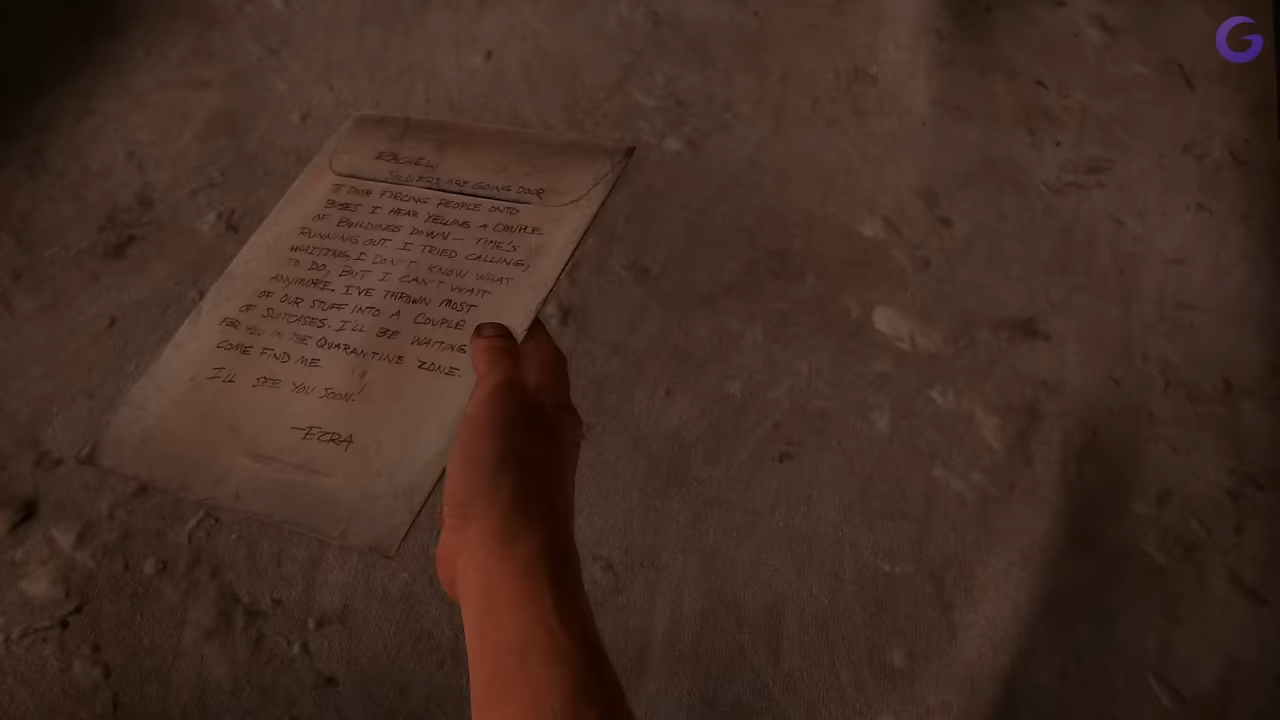 RACHEL,
SOLDIERS ARE GOING DOOR
TO DOOR FORCING PEOPLE ONTO
BUSES. I HEAR YELLING A COUPLE
OF BUILDINGS DOWN — TIME'S
RUNNING OUT. I TRIED CALLING,
WAITING, I DON'T KNOW WHAT
TO DO, BUT I CAN'T WAIT
ANYMORE. I'VE THROWN MOST
OF OUR STUFF INTO A COUPLE
OF SUITCASES. I'LL BE WAITING
FOR YOU IN THE QUARANTINE ZONE.
COME FIND ME
I'LL SEE YOU SOON!
—EZRA